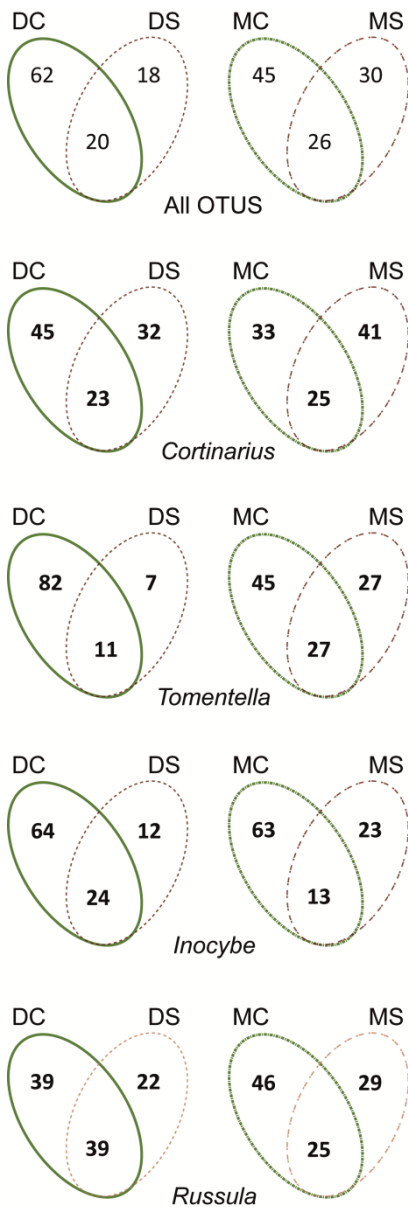 DC DS MC MS
62 18 45 30
20 26
All OTUS
DC DS MC MS
45 32 33 41
23 25
Cortinarius
DC DS MC MS
82 7 45 27
11 27
Tomentella
DC DS MC MS
64 12 63 23
24 13
Inocybe
DC DS MC MS
39 22 46 29
39 25
Russula